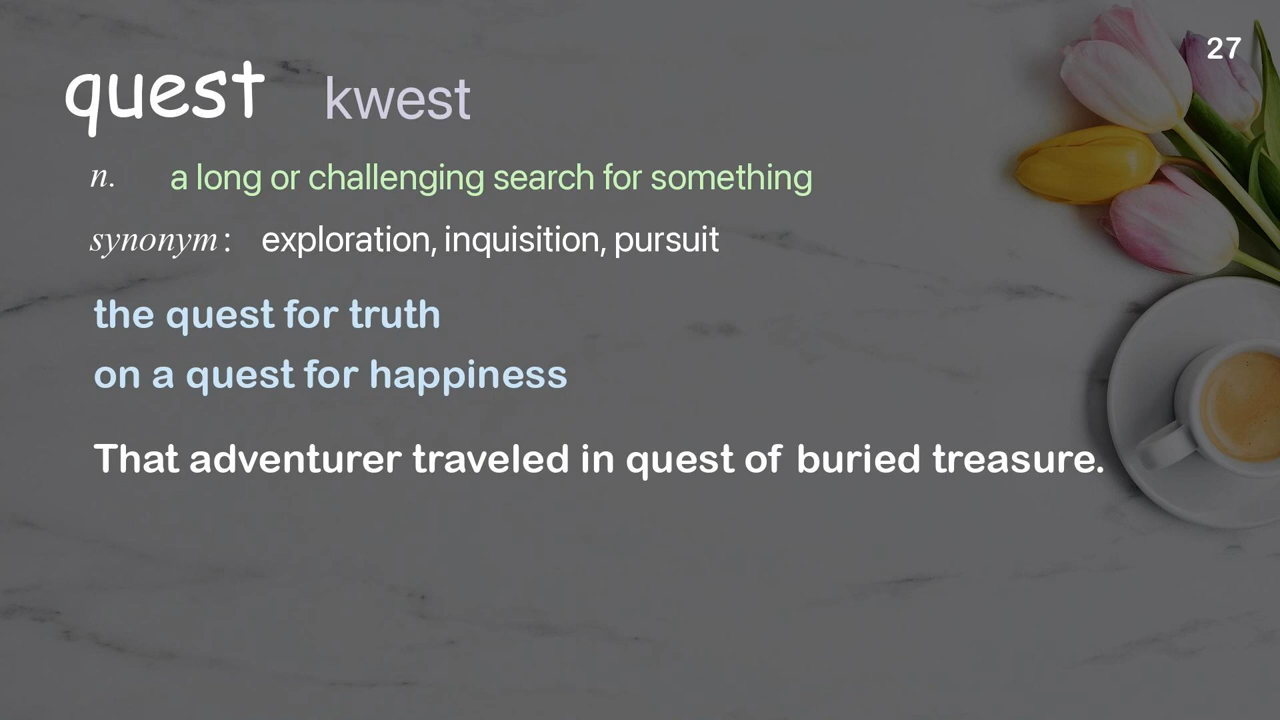 27
quest kwest
n. a long or challenging search for something
synonym : exploration, inquisition, pursuit
the quest for truth
on a quest for happiness
That adventurer traveled in quest of buried treasure.